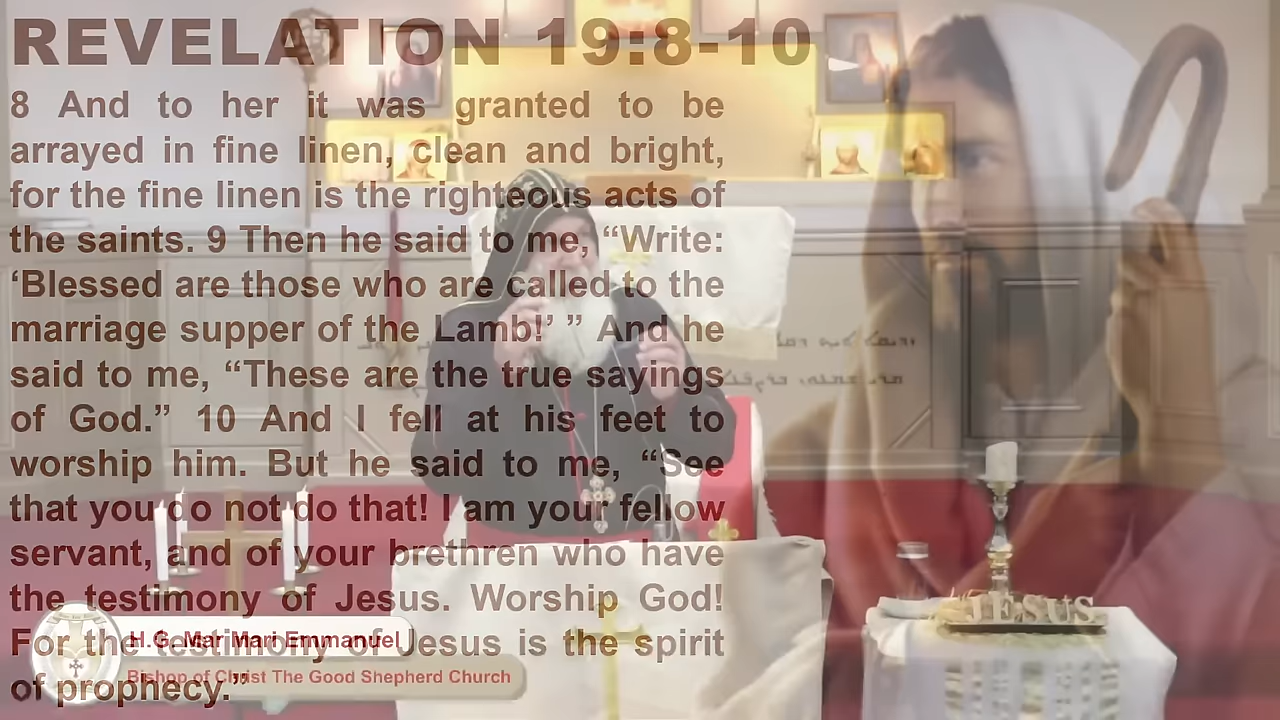 REVELATION 19:8-10
8 And to her it was granted to be
arrayed in fine linen, clean and bright,
for the fine linen is the righteous acts of
the saints. 9 Then he said to me, “Write:
‘Blessed are those who are called to the
marriage supper of the Lamb!’ ” And he
said to me, “These are the true sayings
of God.” 10 And I fell at his feet to
worship him. But he said to me, “See
that you do not do that! I am your fellow
servant, and of your brethren who have
the testimony of Jesus. Worship God!
For the testimony of Jesus is the spirit
of prophecy.”
H.G. Mar Mari Emmanuel
Bishop of Christ The Good Shepherd Church
JESUS